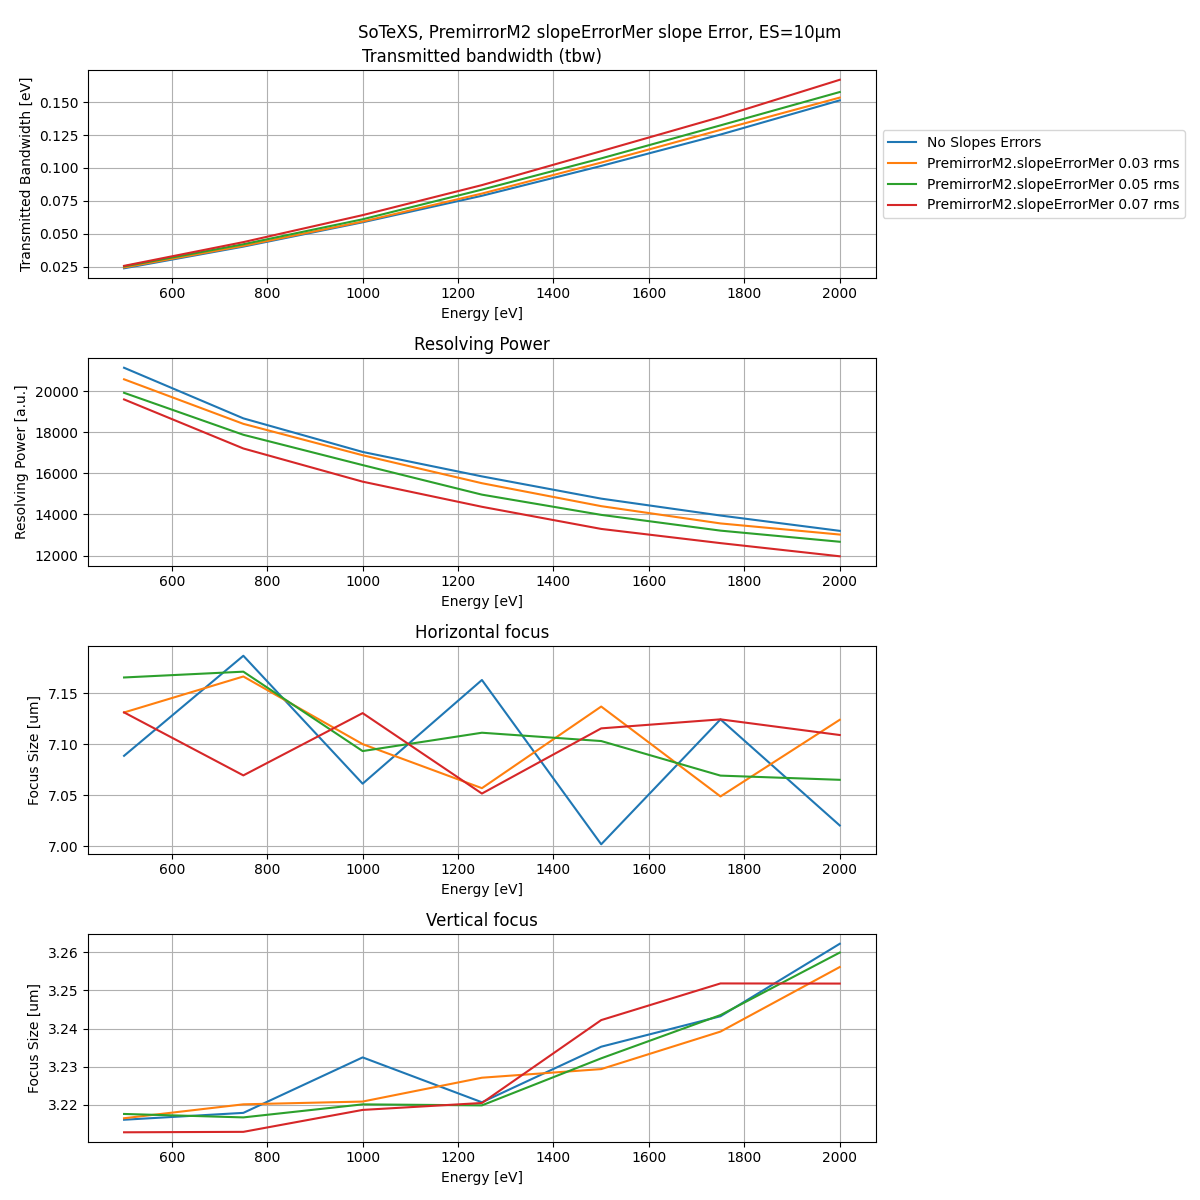 SoTeXS, PremirrorM2 slopeErrorMer slope Error, ES=10µm
Transmitted bandwidth (tbw)
Transmitted Bandwidth [eV]
0.150
0.125
0.100
0.075
0.050
0.025
600 800 1000 1200 1400 1600 1800 2000
Energy [eV]
No Slopes Errors
PremirrorM2.slopeErrorMer 0.03 rms
PremirrorM2.slopeErrorMer 0.05 rms
PremirrorM2.slopeErrorMer 0.07 rms
Resolving Power
Resolving Power [a.u.]
20000
18000
16000
14000
12000
600 800 1000 1200 1400 1600 1800 2000
Energy [eV]
Horizontal focus
Focus Size [um]
7.15
7.10
7.05
7.00
600 800 1000 1200 1400 1600 1800 2000
Energy [eV]
Vertical focus
Focus Size [um]
3.26
3.25
3.24
3.23
3.22
600 800 1000 1200 1400 1600 1800 2000
Energy [eV]